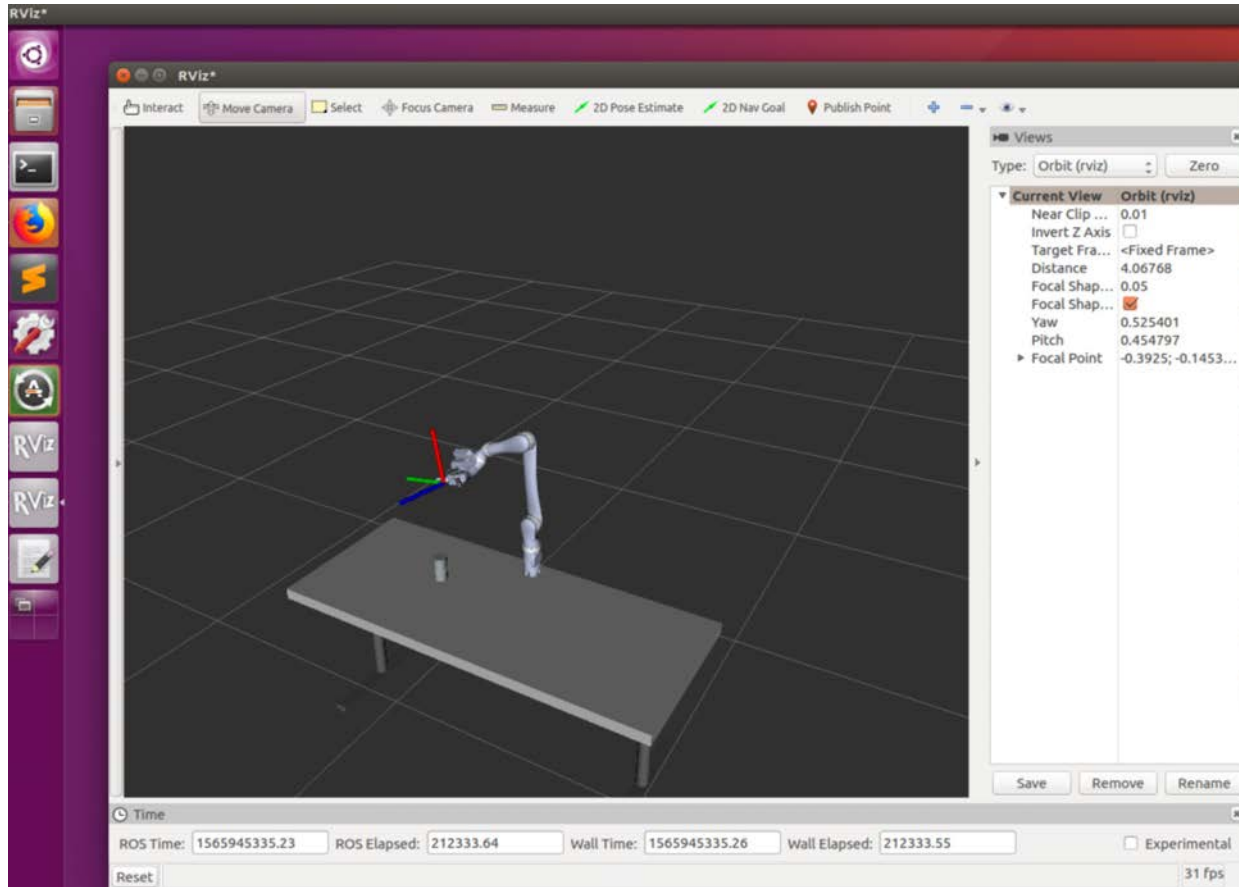 RViz*
RViz*
Interact Move Camera Select Focus Camera Measure 2D Pose Estimate 2D Nav Goal Publish Point
Views
Type: Orbit (rviz) Zero
Current View Orbit (rviz)
Near Clip ... 0.01
Invert Z Axis
Target Fra... <Fixed Frame>
Distance 4.06768
Focal Shap... 0.05
Focal Shap...
Yaw 0.525401
Pitch 0.454797
Focal Point -0.3925; -0.1453...
RViz
RViz
Save Remove Rename
Time
ROS Time: 1565945335.23 ROS Elapsed: 212333.64 Wall Time: 1565945335.26 Wall Elapsed: 212333.55 Experimental
Reset 31 fps